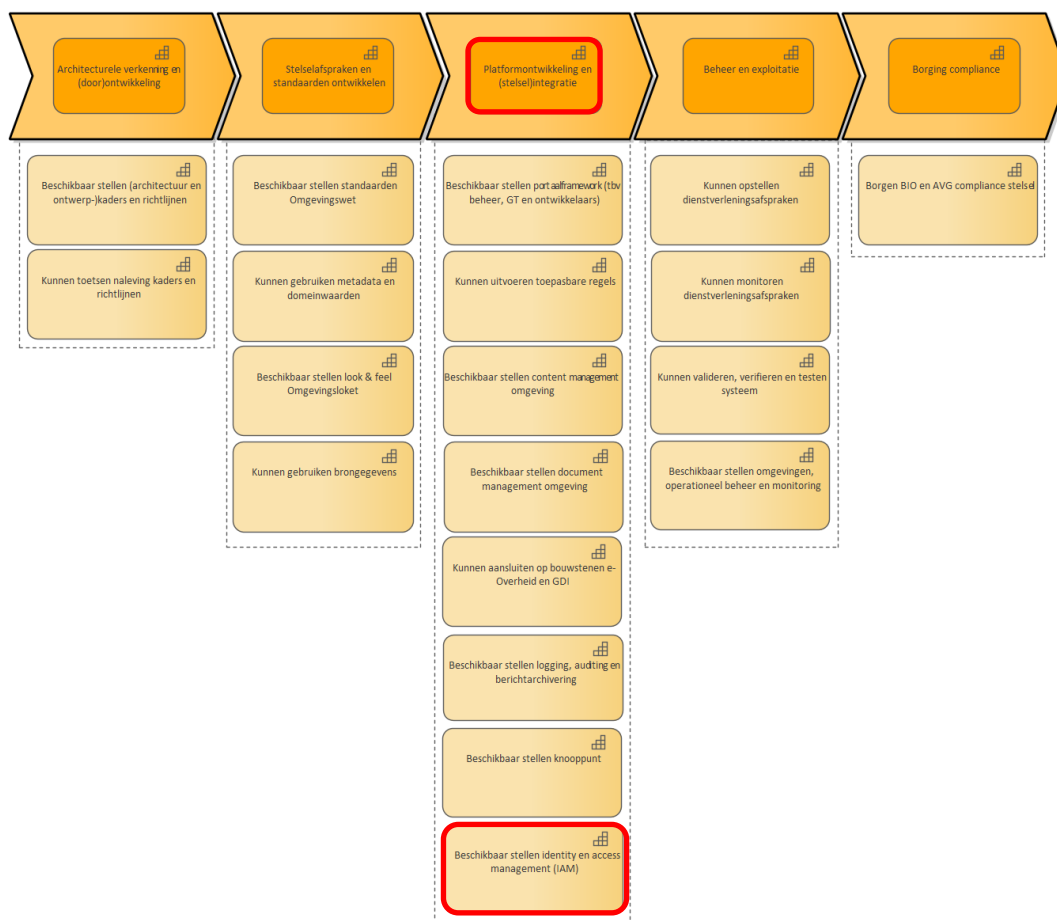 Architecturele verkenning en
(door)ontwikkeling
Stelselafspraken en
standaarden ontwikkelen
Platformontwikkeling en
(stelsel)integratie
Beheer en exploitatie
Borging compliance
Beschikbaar stellen (architectuur en
ontwerp-)kaders en richtlijnen
Kunnen toetsen naleving kaders en
richtlijnen
Beschikbaar stellen standaarden
Omgevingswet
Kunnen gebruiken metadata en
domeinwaarden
Beschikbaar stellen look & feel
Omgevingsloket
Kunnen gebruiken brongegevens
Beschikbaar stellen portaalframework (tbv
beheer, GT en ontwikkelaars)
Kunnen uitvoeren toepasbare regels
Beschikbaar stellen content management
omgeving
Beschikbaar stellen document
management omgeving
Kunnen aansluiten op bouwstenen e-
Overheid en GDI
Beschikbaar stellen logging, auditing en
berichtarchivering
Beschikbaar stellen knooppunt
Beschikbaar stellen identity en access
management (IAM)
Kunnen opstellen
dienstverleningsafspraken
Kunnen monitoren
dienstverleningsafspraken
Kunnen valideren, verifieren en testen
systeem
Beschikbaar stellen omgevingen,
operationeel beheer en monitoring
Borgen BIO en AVG compliance stelsel